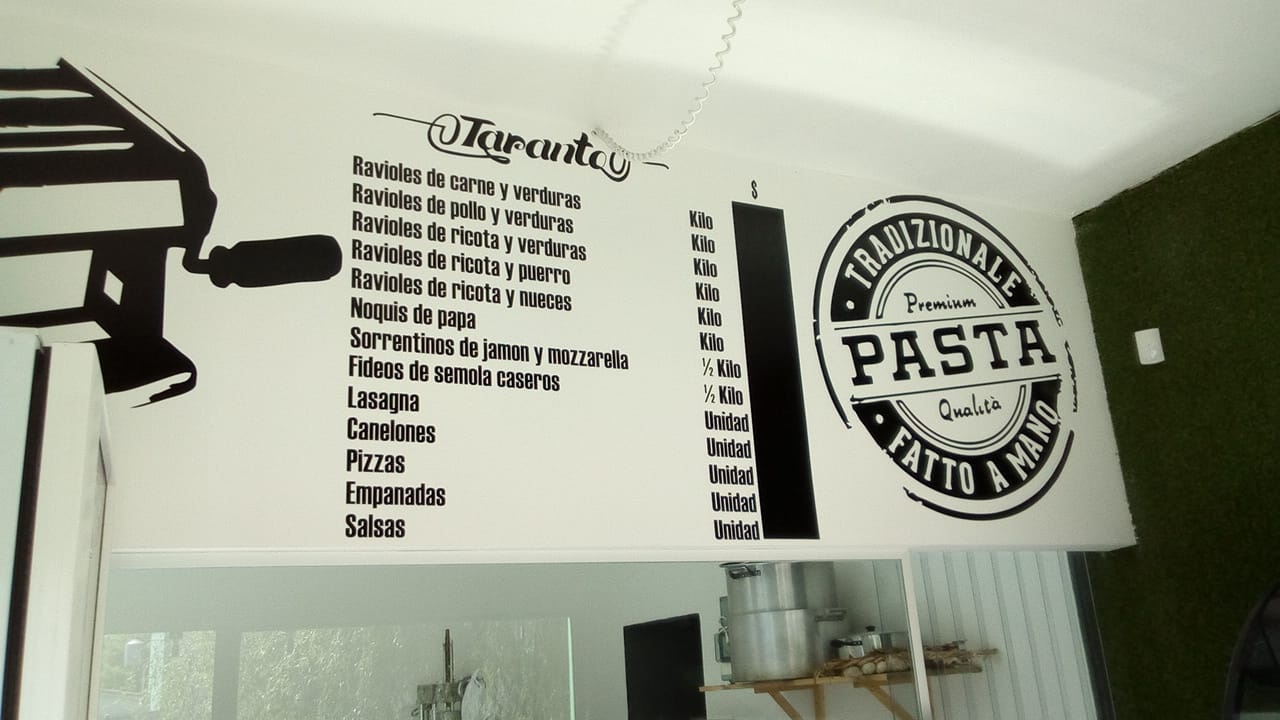 Taranto
$
Ravioles de carne y verduras Kilo
Ravioles de pollo y verduras Kilo
Ravioles de ricota y verduras Kilo
Ravioles de ricota y puerro Kilo
Ravioles de ricota y nueces Kilo
Noquis de papa Kilo
Sorrentinos de jamon y mozzarella ½ Kilo
Fideos de semola caseros ½ Kilo
Lasagna Unidad
Canelones Unidad
Pizzas Unidad
Empanadas Unidad
Salsas Unidad
TRADIZIONALE
Premium
PASTA
Qualità
FATTO A MANO